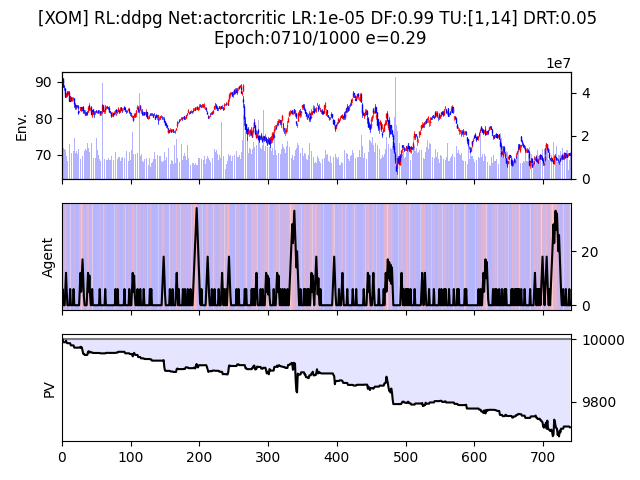 [XOM] RL:ddpg Net:actorcritic LR:1e-05 DF:0.99 TU:[1,14] DRT:0.05
Epoch:0710/1000 e=0.29
1e7
Env.
90
80
70
4
2
0
Agent
20
0
PV
10000
9800
0 100 200 300 400 500 600 700